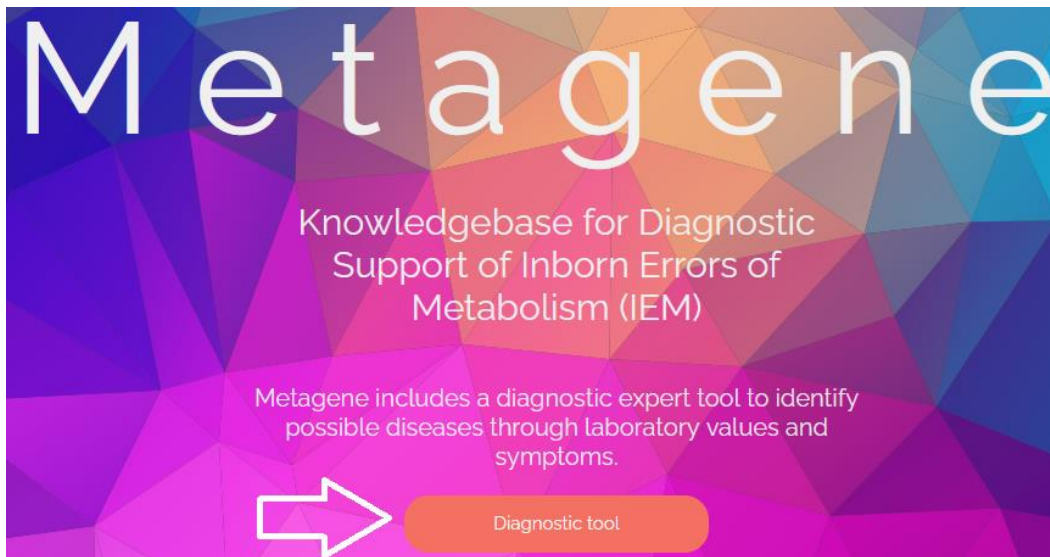 Metagene
Knowledgebase for Diagnostic
Support of Inborn Errors of
Metabolism (IEM)
Metagene includes a diagnostic expert tool to identify
possible diseases through laboratory values and
symptoms.
Diagnostic tool